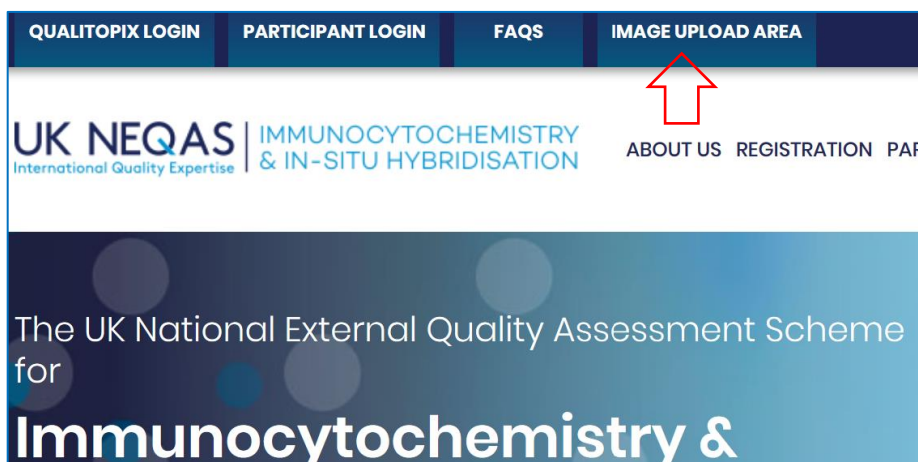 QUALITOPIX LOGIN PARTICIPANT LOGIN FAQS IMAGE UPLOAD AREA
UK NEQAS
International Quality Expertise
IMMUNOCYTOCHEMISTRY
& IN-SITU HYBRIDISATION
ABOUT US REGISTRATION PAR
The UK National External Quality Assessment Scheme
for
Immunocytochemistry &